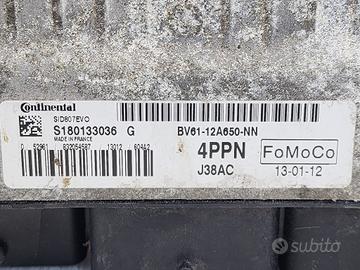 Continental
SID807EVO
S180133036 G
MADE IN FRANCE
BV61-12A650-NN
4PPN
FoMoCo
J38AC
13-01-12
subito